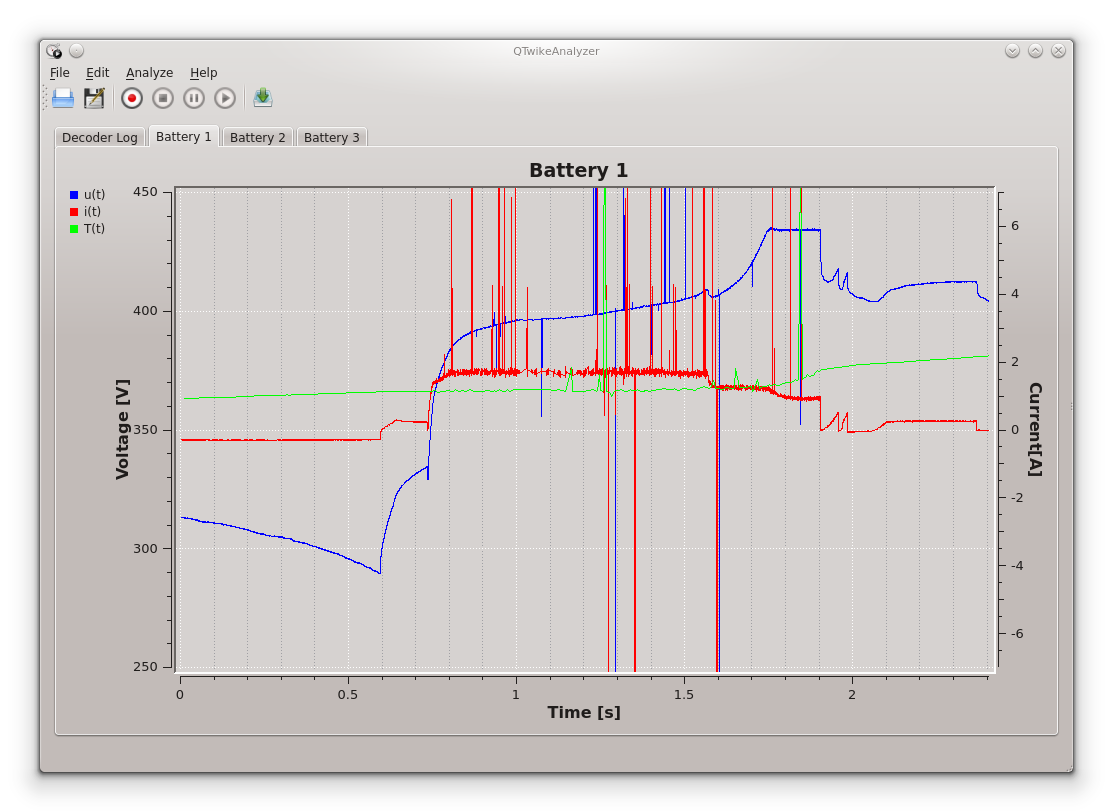 QTwikeAnalyzer
File Edit Analyze Help
Decoder Log Battery 1 Battery 2 Battery 3
Battery 1
u(t)
i(t)
T(t)
450
400
350
300
250
Voltage [V]
6
4
2
0
-2
-4
-6
Current[A]
0 0.5 1 1.5 2
Time [s]